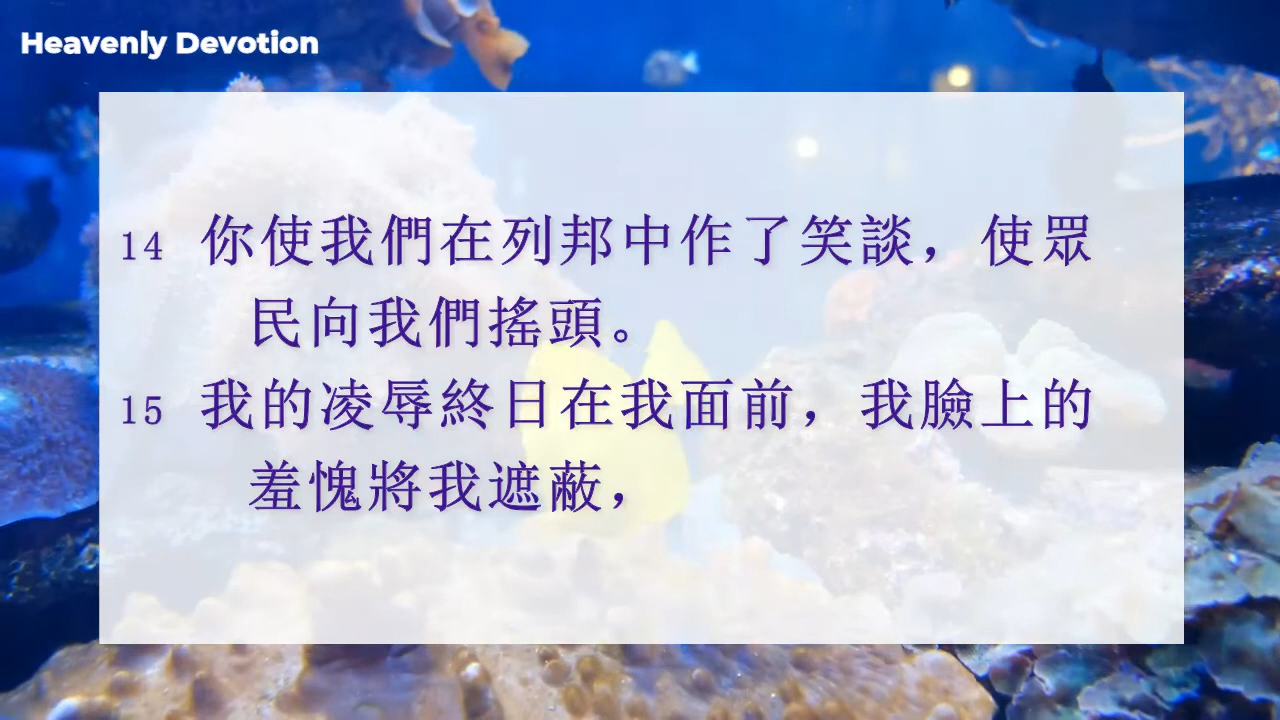 Heavenly Devotion
14 你使我們在列邦中作了笑談，使眾
民向我們搖頭。
15 我的凌辱終日在我面前，我臉上的
羞愧將我遮蔽，